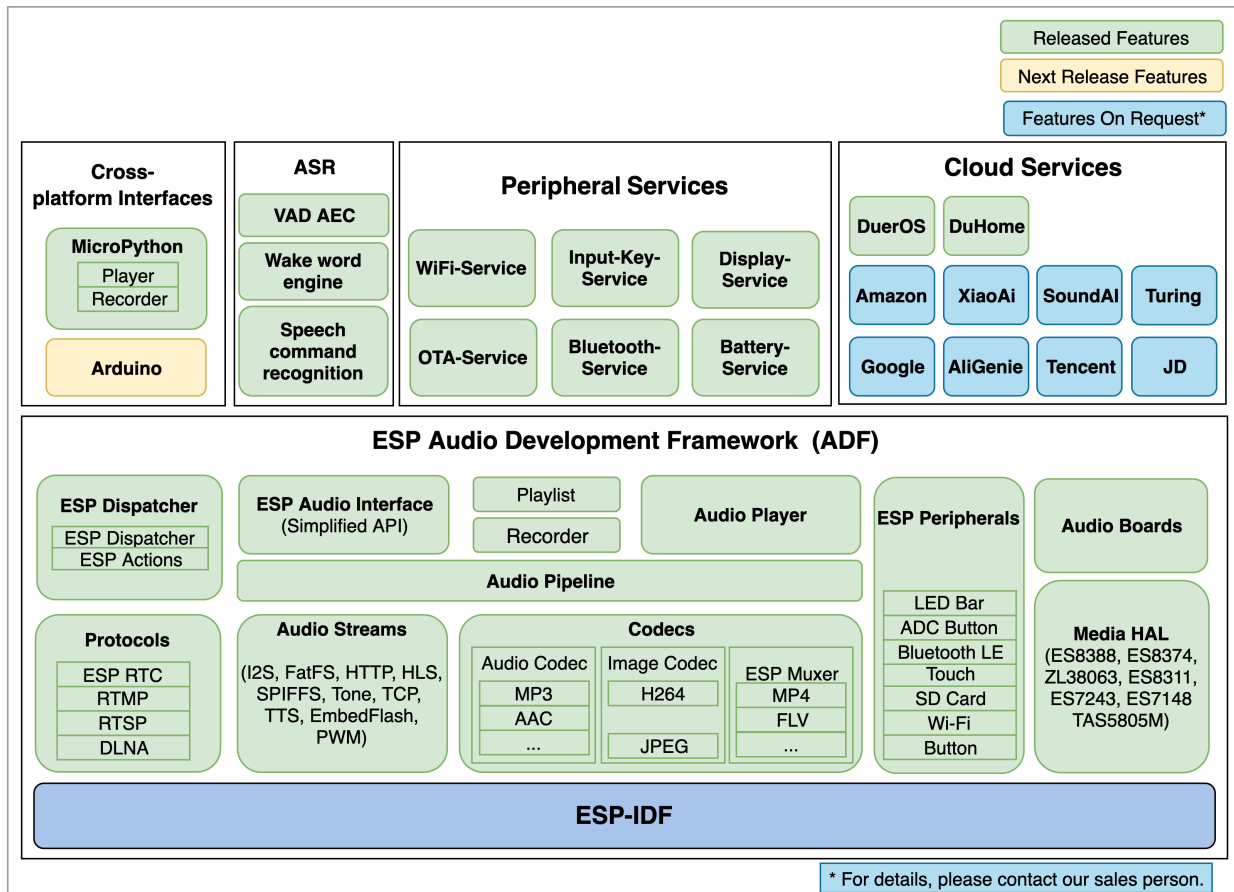 Released Features
Next Release Features
Features On Request*
Cross-
platform Interfaces
MicroPython
Player
Recorder
Arduino
ASR
VAD AEC
Wake word
engine
Speech
command
recognition
Peripheral Services
WiFi-Service
Input-Key-
Service
Display-
Service
OTA-Service
Bluetooth-
Service
Battery-
Service
Cloud Services
DuerOS
DuHome
Amazon
XiaoAi
SoundAI
Turing
Google
AliGenie
Tencent
JD
ESP Audio Development Framework (ADF)
ESP Dispatcher
ESP Dispatcher
ESP Actions
ESP Audio Interface
(Simplified API)
Playlist
Recorder
Audio Player
Audio Pipeline
Protocols
ESP RTC
RTMP
RTSP
DLNA
Audio Streams
(I2S, FatFS, HTTP, HLS,
SPIFFS, Tone, TCP,
TTS, EmbedFlash,
PWM)
Codecs
Audio Codec
MP3
AAC
...
Image Codec
H264
JPEG
ESP Muxer
MP4
FLV
...
ESP Peripherals
LED Bar
ADC Button
Bluetooth LE
Touch
SD Card
Wi-Fi
Button
Audio Boards
Media HAL
(ES8388, ES8374,
ZL38063, ES8311,
ES7243, ES7148
TAS5805M)
ESP-IDF
* For details, please contact our sales person.